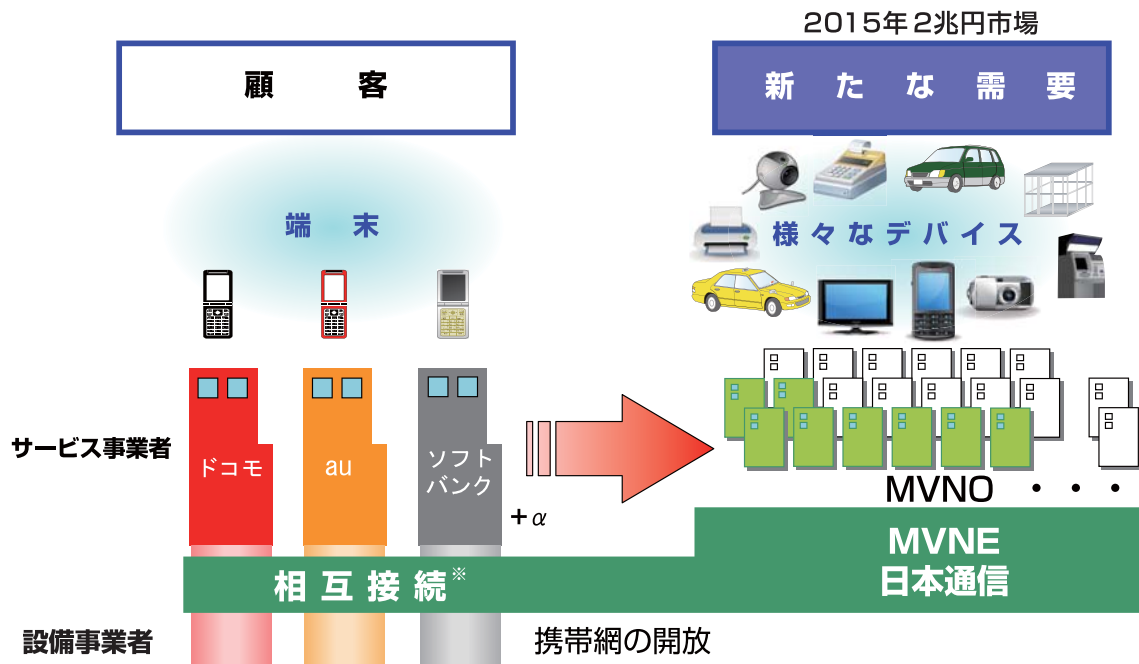 2015年2兆円市場
顧客
新たな需要
端末
様々なデバイス
サービス事業者
ドコモ
au
ソフト
バンク
+α
MVNO ・・・
MVNE
日本通信
相互接続※
設備事業者
携帯網の開放